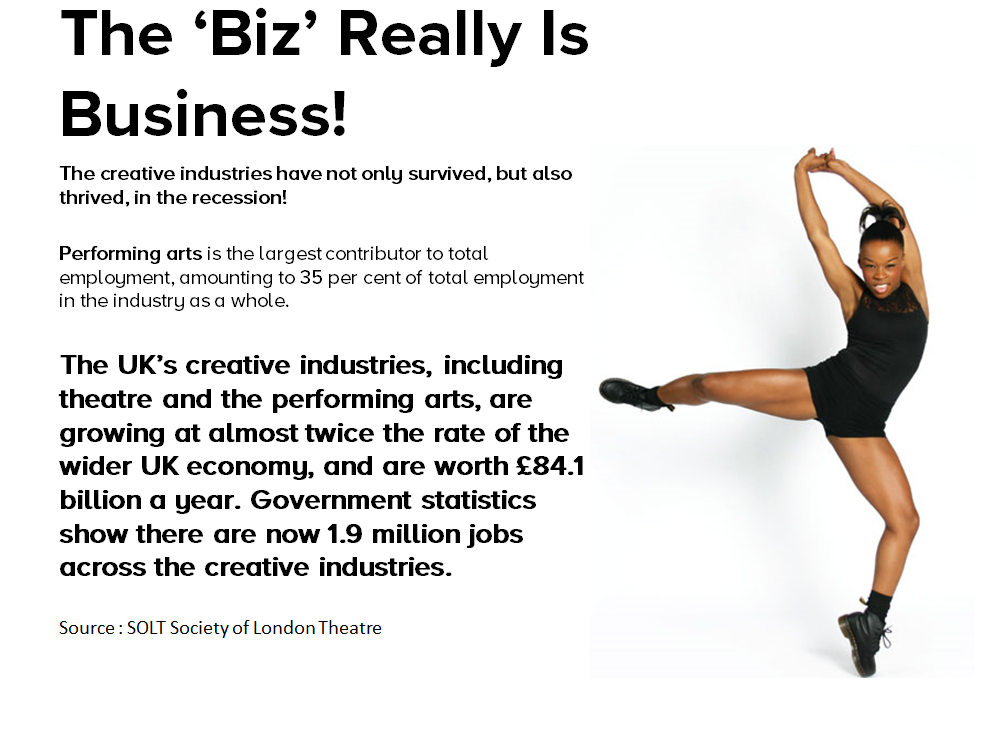 The ‘Biz’ Really Is
Business!
The creative industries have not only survived, but also
thrived, in the recession!
Performing arts is the largest contributor to total
employment, amounting to 35 per cent of total employment
in the industry as a whole.
The UK’s creative industries, including
theatre and the performing arts, are
growing at almost twice the rate of the
wider UK economy, and are worth £84.1
billion a year. Government statistics
show there are now 1.9 million jobs
across the creative industries.
Source : SOLT Society of London Theatre